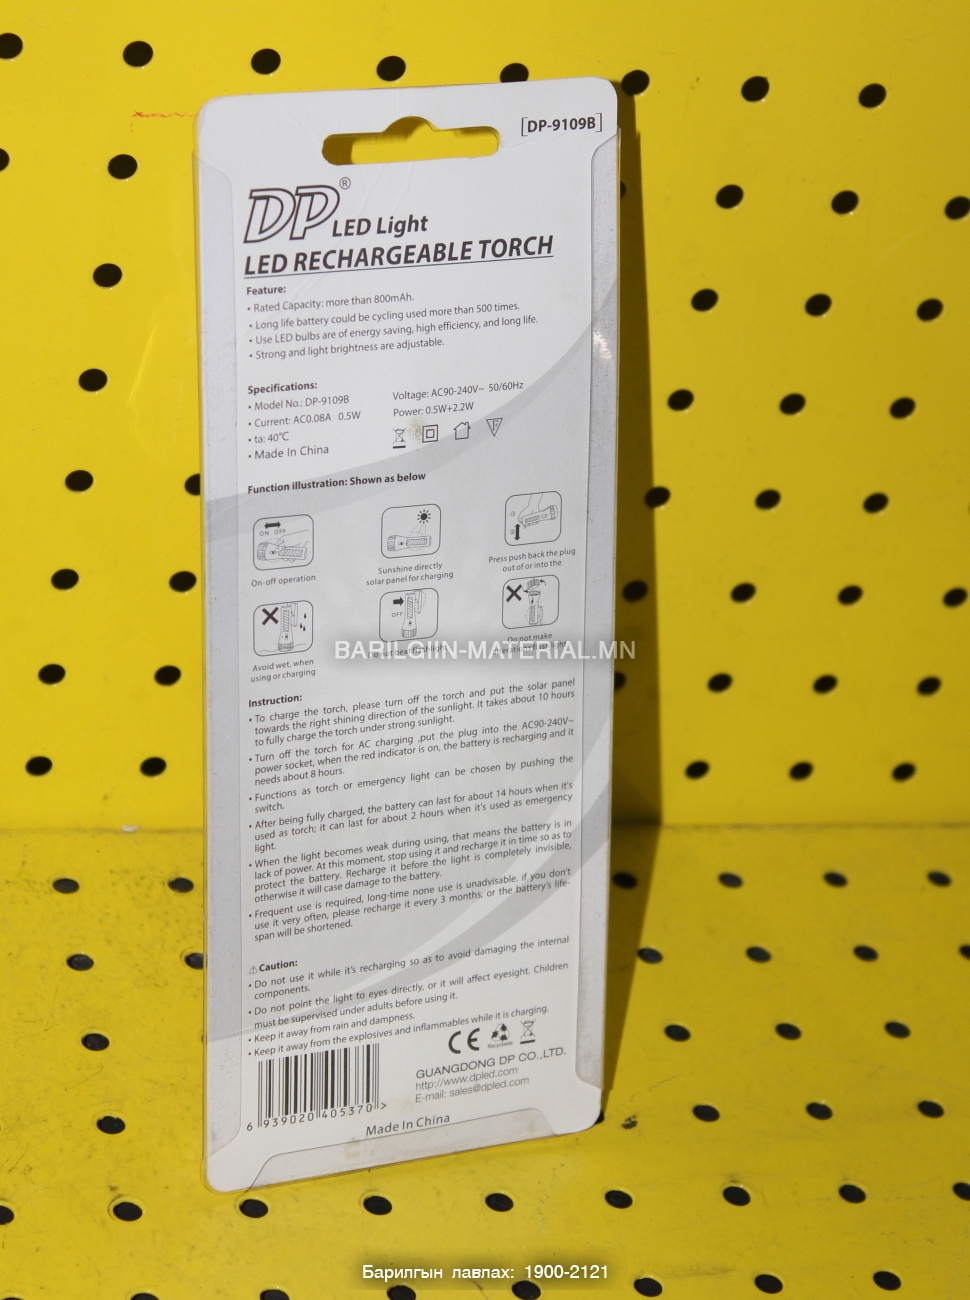 [DP-9109B]
DP® LED Light
LED RECHARGEABLE TORCH
Feature:
• Rated Capacity: more than 800mAh.
• Long life battery could be cycling used more than 500 times.
• Use LED bulbs are of energy saving, high efficiency, and long life.
• Strong and light brightness are adjustable.
Specifications:
• Model No.: DP-9109B
• Current: AC0.08A 0.5W
• ta: 40℃
• Made In China
Voltage: AC90-240V~ 50/60Hz
Power: 0.5W+2.2W
F
Function illustration: Shown as below
ON OFF
On-off operation
Sunshine directly
solar panel for charging
Press push back the plug
out of or into the
Avoid wet, when
using or charging
OFF
Do not
Do not make
BARILGIIN-MATERIAL.MN
Instruction:
• To charge the torch, please turn off the torch and put the solar panel
towards the right shining direction of the sunlight. It takes about 10 hours
to fully charge the torch under strong sunlight.
• Turn off the torch for AC charging ,put the plug into the AC90-240V~
power socket, when the red indicator is on, the battery is recharging and it
needs about 8 hours.
• Functions as torch or emergency light can be chosen by pushing the
switch.
• After being fully charged, the battery can last for about 14 hours when it's
used as torch; it can last for about 2 hours when it's used as emergency
light.
• When the light becomes weak during using, that means the battery is in
lack of power. At this moment, stop using it and recharge it in time so as to
protect the battery. Recharge it before the light is completely invisible,
otherwise it will case damage to the battery.
• Frequent use is required, long-time none use is unadvisable. if you don't
use it very often, please recharge it every 3 months, or the battery's life-
span will be shortened.
⚠Caution:
• Do not use it while it's recharging so as to avoid damaging the internal
components.
• Do not point the light to eyes directly, or it will affect eyesight. Children
must be supervised under adults before using it.
• Keep it away from rain and dampness.
• Keep it away from the explosives and inflammables while it is charging.
CE
Recyclable
GUANGDONG DP CO.,LTD.
http://www.dpled.com
E-mail: sales@dpled.com
6 939020 405370 >
Made In China
Барилгын лавлах: 1900-2121